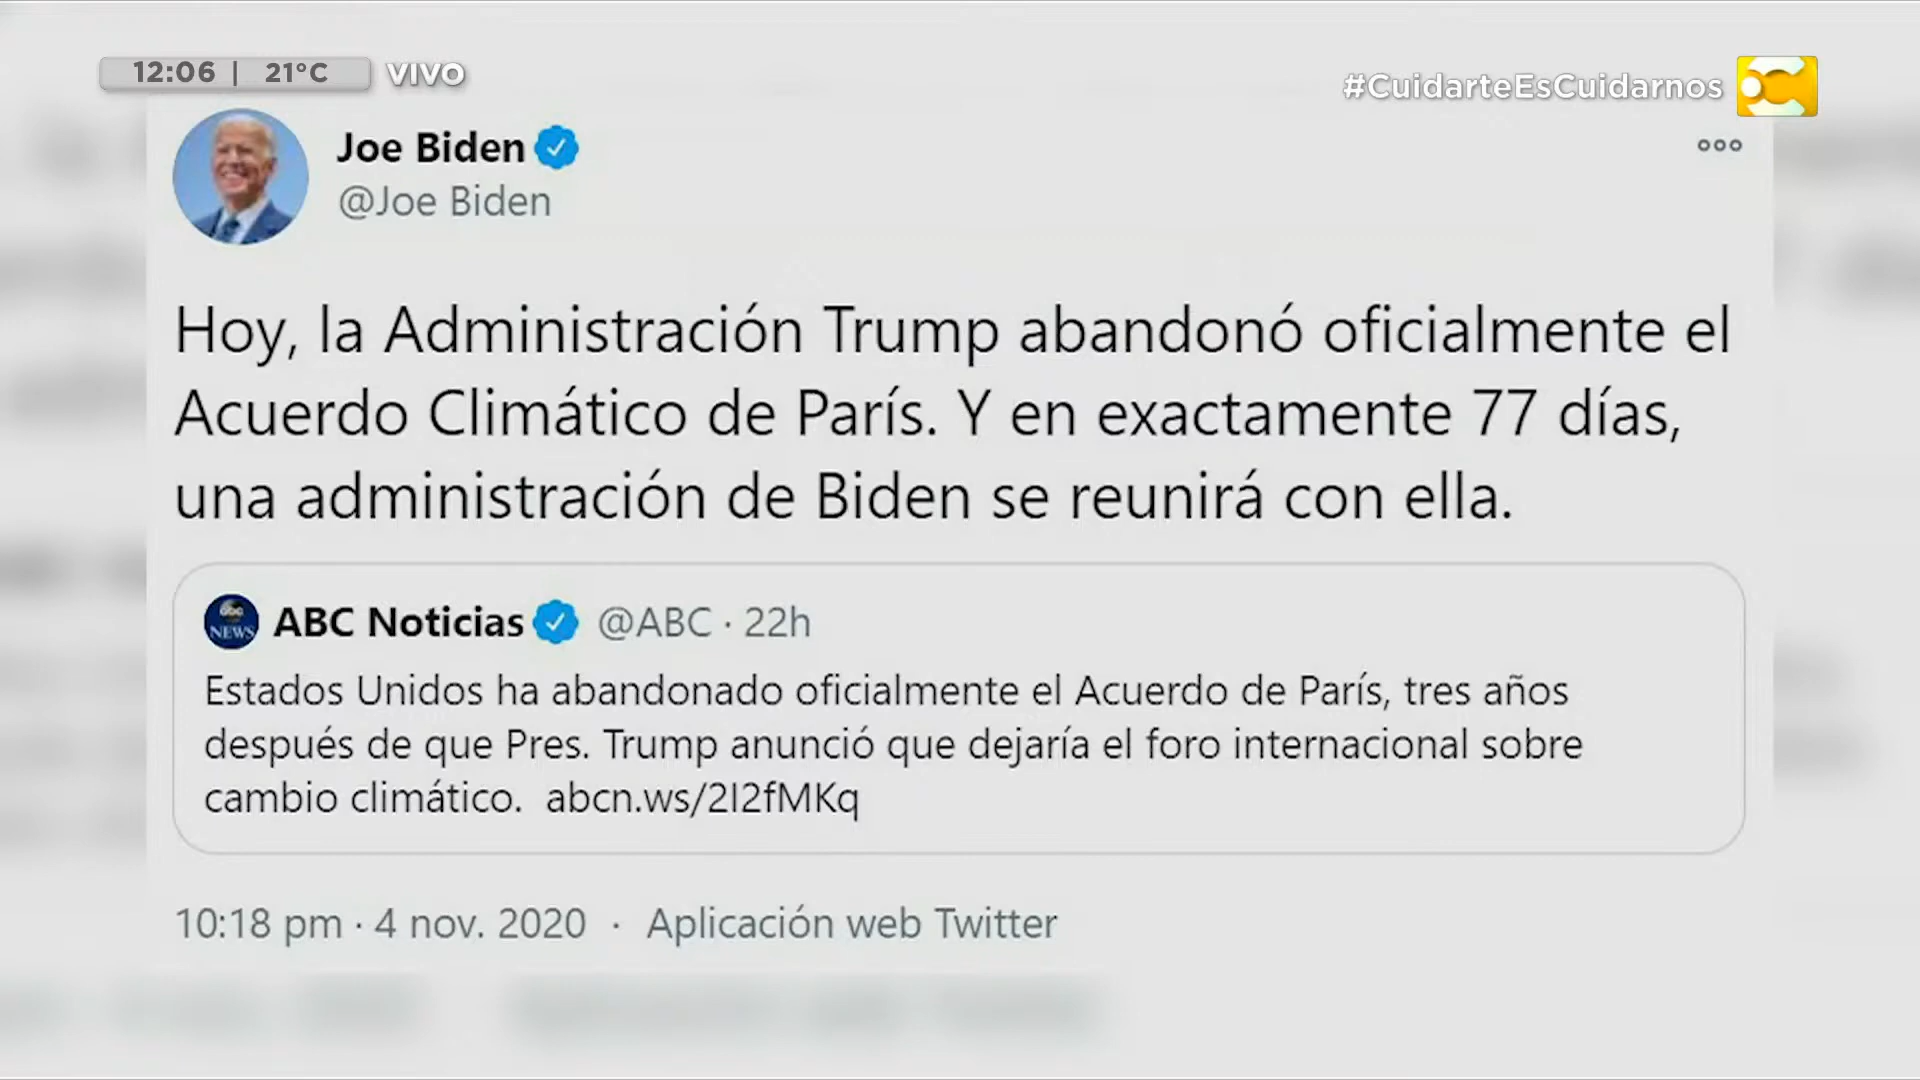 12:06 | 21°C VIVO
#CuidarteEsCuidarnos
Joe Biden
@Joe Biden
Hoy, la Administración Trump abandonó oficialmente el
Acuerdo Climático de París. Y en exactamente 77 días,
una administración de Biden se reunirá con ella.
abc NEWS
ABC Noticias @ABC · 22h
Estados Unidos ha abandonado oficialmente el Acuerdo de París, tres años
después de que Pres. Trump anunció que dejaría el foro internacional sobre
cambio climático. abcn.ws/2I2fMKq
10:18 pm · 4 nov. 2020 · Aplicación web Twitter